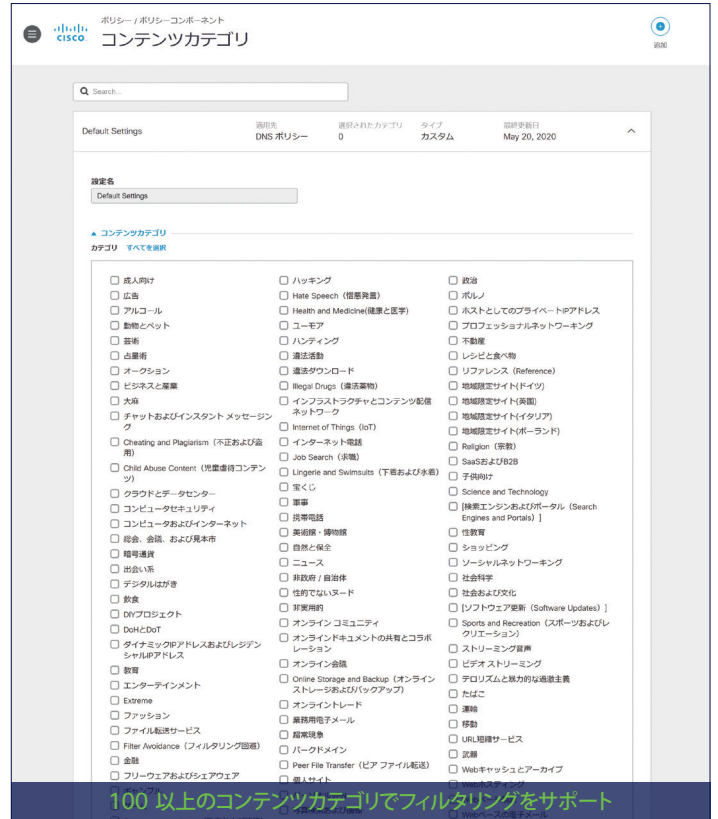 ポリシー / ポリシーコンポーネント
CISCO
コンテンツカテゴリ
追加
Search...
Default Settings
適用先
DNS ポリシー
選択されたカテゴリ
0
タイプ
カスタム
最終更新日
May 20, 2020
設定名
Default Settings
コンテンツカテゴリ
カテゴリ すべてを選択
成人向け
広告
アルコール
動物とペット
芸術
占星術
オークション
ビジネスと産業
大麻
チャットおよびインスタント メッセージン
グ
Cheating and Plagiarism（不正および盗
用）
Child Abuse Content（児童虐待コンテン
ツ）
クラウドとデータセンター
コンピュータセキュリティ
コンピュータおよびインターネット
総会、会議、および見本市
暗号通貨
出会い系
デジタルはがき
飲食
DIYプロジェクト
DoHとDoT
ダイナミックIPアドレスおよびレジデン
シャルIPアドレス
教育
エンターテインメント
Extreme
ファッション
ファイル転送サービス
Filter Avoidance（フィルタリング回避）
金融
フリーウェアおよびシェアウェア
ギャンブル
ハッキング
Hate Speech（憎悪発言）
Health and Medicine(健康と医学)
ユーモア
ハンティング
違法活動
違法ダウンロード
Illegal Drugs（違法薬物）
インフラストラクチャとコンテンツ配信
ネットワーク
Internet of Things（IoT）
インターネット電話
Job Search（求職）
Lingerie and Swimsuits（下着および水着）
宝くじ
軍事
携帯電話
美術館・博物館
自然と保全
ニュース
非政府 / 自治体
性的でないヌード
非実用的
オンライン コミュニティ
オンラインドキュメントの共有とコラボ
レーション
オンライン会議
Online Storage and Backup（オンライン
ストレージおよびバックアップ）
オンライントレード
業務用電子メール
超常現象
パークドメイン
Peer File Transfer（ピア ファイル転送）
個人サイト
政治
ポルノ
ホストとしてのプライベートIPアドレス
プロフェッショナルネットワーキング
不動産
レシピと食べ物
リファレンス（Reference）
地域限定サイト(ドイツ)
地域限定サイト(英国)
地域限定サイト(イタリア)
地域限定サイト(ポーランド)
Religion（宗教）
SaaSおよびB2B
子供向け
Science and Technology
[検索エンジンおよびポータル（Search
Engines and Portals）]
性教育
ショッピング
ソーシャルネットワーキング
社会科学
社会および文化
[ソフトウェア更新（Software Updates）]
Sports and Recreation（スポーツおよびレ
クリエーション）
ストリーミング音声
ビデオ ストリーミング
テロリズムと暴力的な過激主義
たばこ
運輸
移動
URL短縮サービス
武器
Webキャッシュとアーカイブ
Webホスティング
Webベースの電子メール
100 以上のコンテンツカテゴリでフィルタリングをサポート